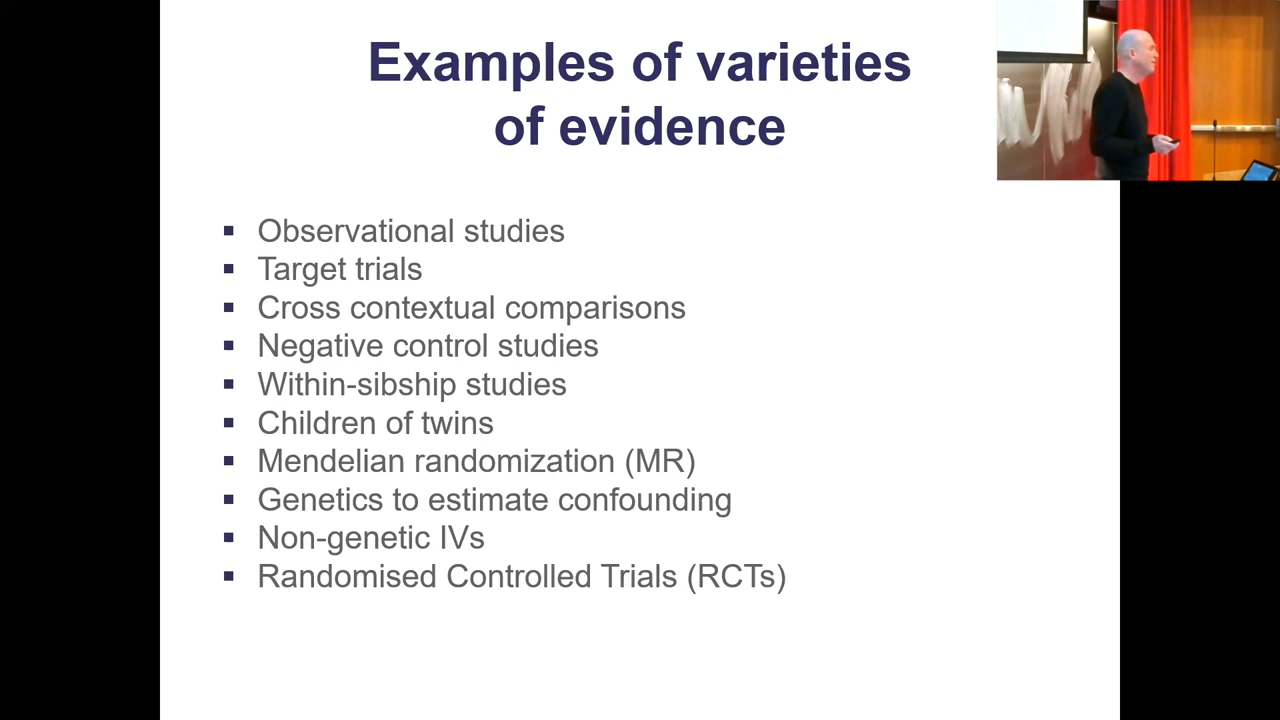 Examples of varieties
of evidence
▪ Observational studies
▪ Target trials
▪ Cross contextual comparisons
▪ Negative control studies
▪ Within-sibship studies
▪ Children of twins
▪ Mendelian randomization (MR)
▪ Genetics to estimate confounding
▪ Non-genetic IVs
▪ Randomised Controlled Trials (RCTs)